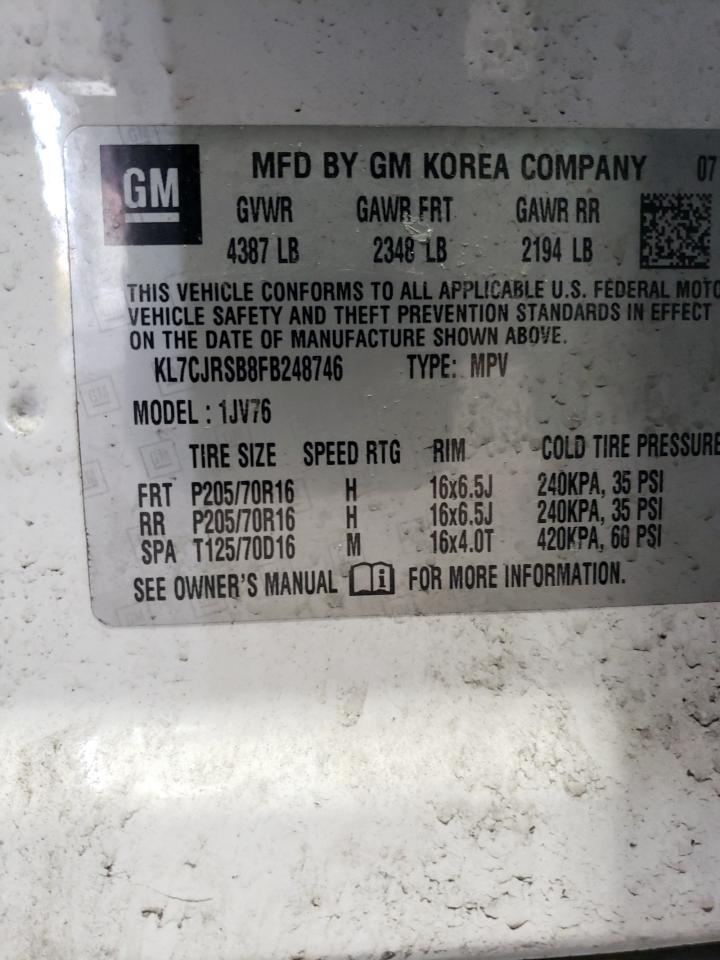 GM
MFD BY GM KOREA COMPANY 07
GVWR GAWR FRT GAWR RR
4387 LB 2348 LB 2194 LB
THIS VEHICLE CONFORMS TO ALL APPLICABLE U.S. FEDERAL MOTO
VEHICLE SAFETY AND THEFT PREVENTION STANDARDS IN EFFECT
ON THE DATE OF MANUFACTURE SHOWN ABOVE.
KL7CJRSB8FB248746 TYPE: MPV
MODEL : 1JV76
TIRE SIZE SPEED RTG RIM COLD TIRE PRESSURE
FRT P205/70R16 H 16x6.5J 240KPA, 35 PSI
RR P205/70R16 H 16x6.5J 240KPA, 35 PSI
SPA T125/70D16 M 16x4.0T 420KPA, 60 PSI
SEE OWNER'S MANUAL FOR MORE INFORMATION.